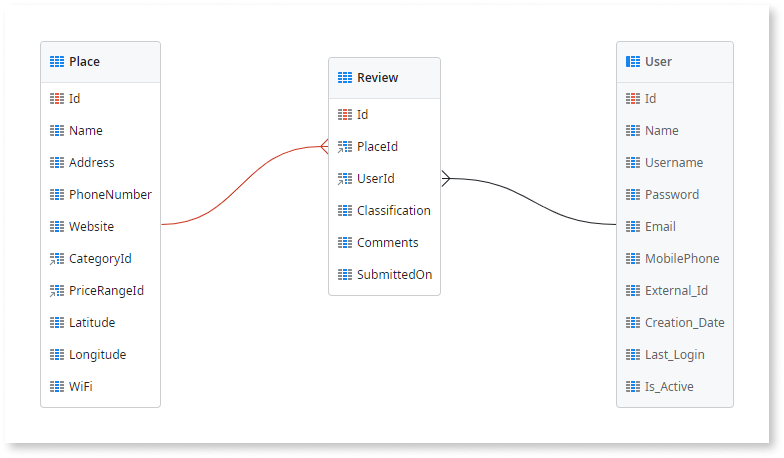 Place
Id
Name
Address
PhoneNumber
Website
CategoryId
PriceRangeId
Latitude
Longitude
WiFi
Review
Id
PlaceId
UserId
Classification
Comments
SubmittedOn
User
Id
Name
Username
Password
Email
MobilePhone
External_Id
Creation_Date
Last_Login
Is_Active